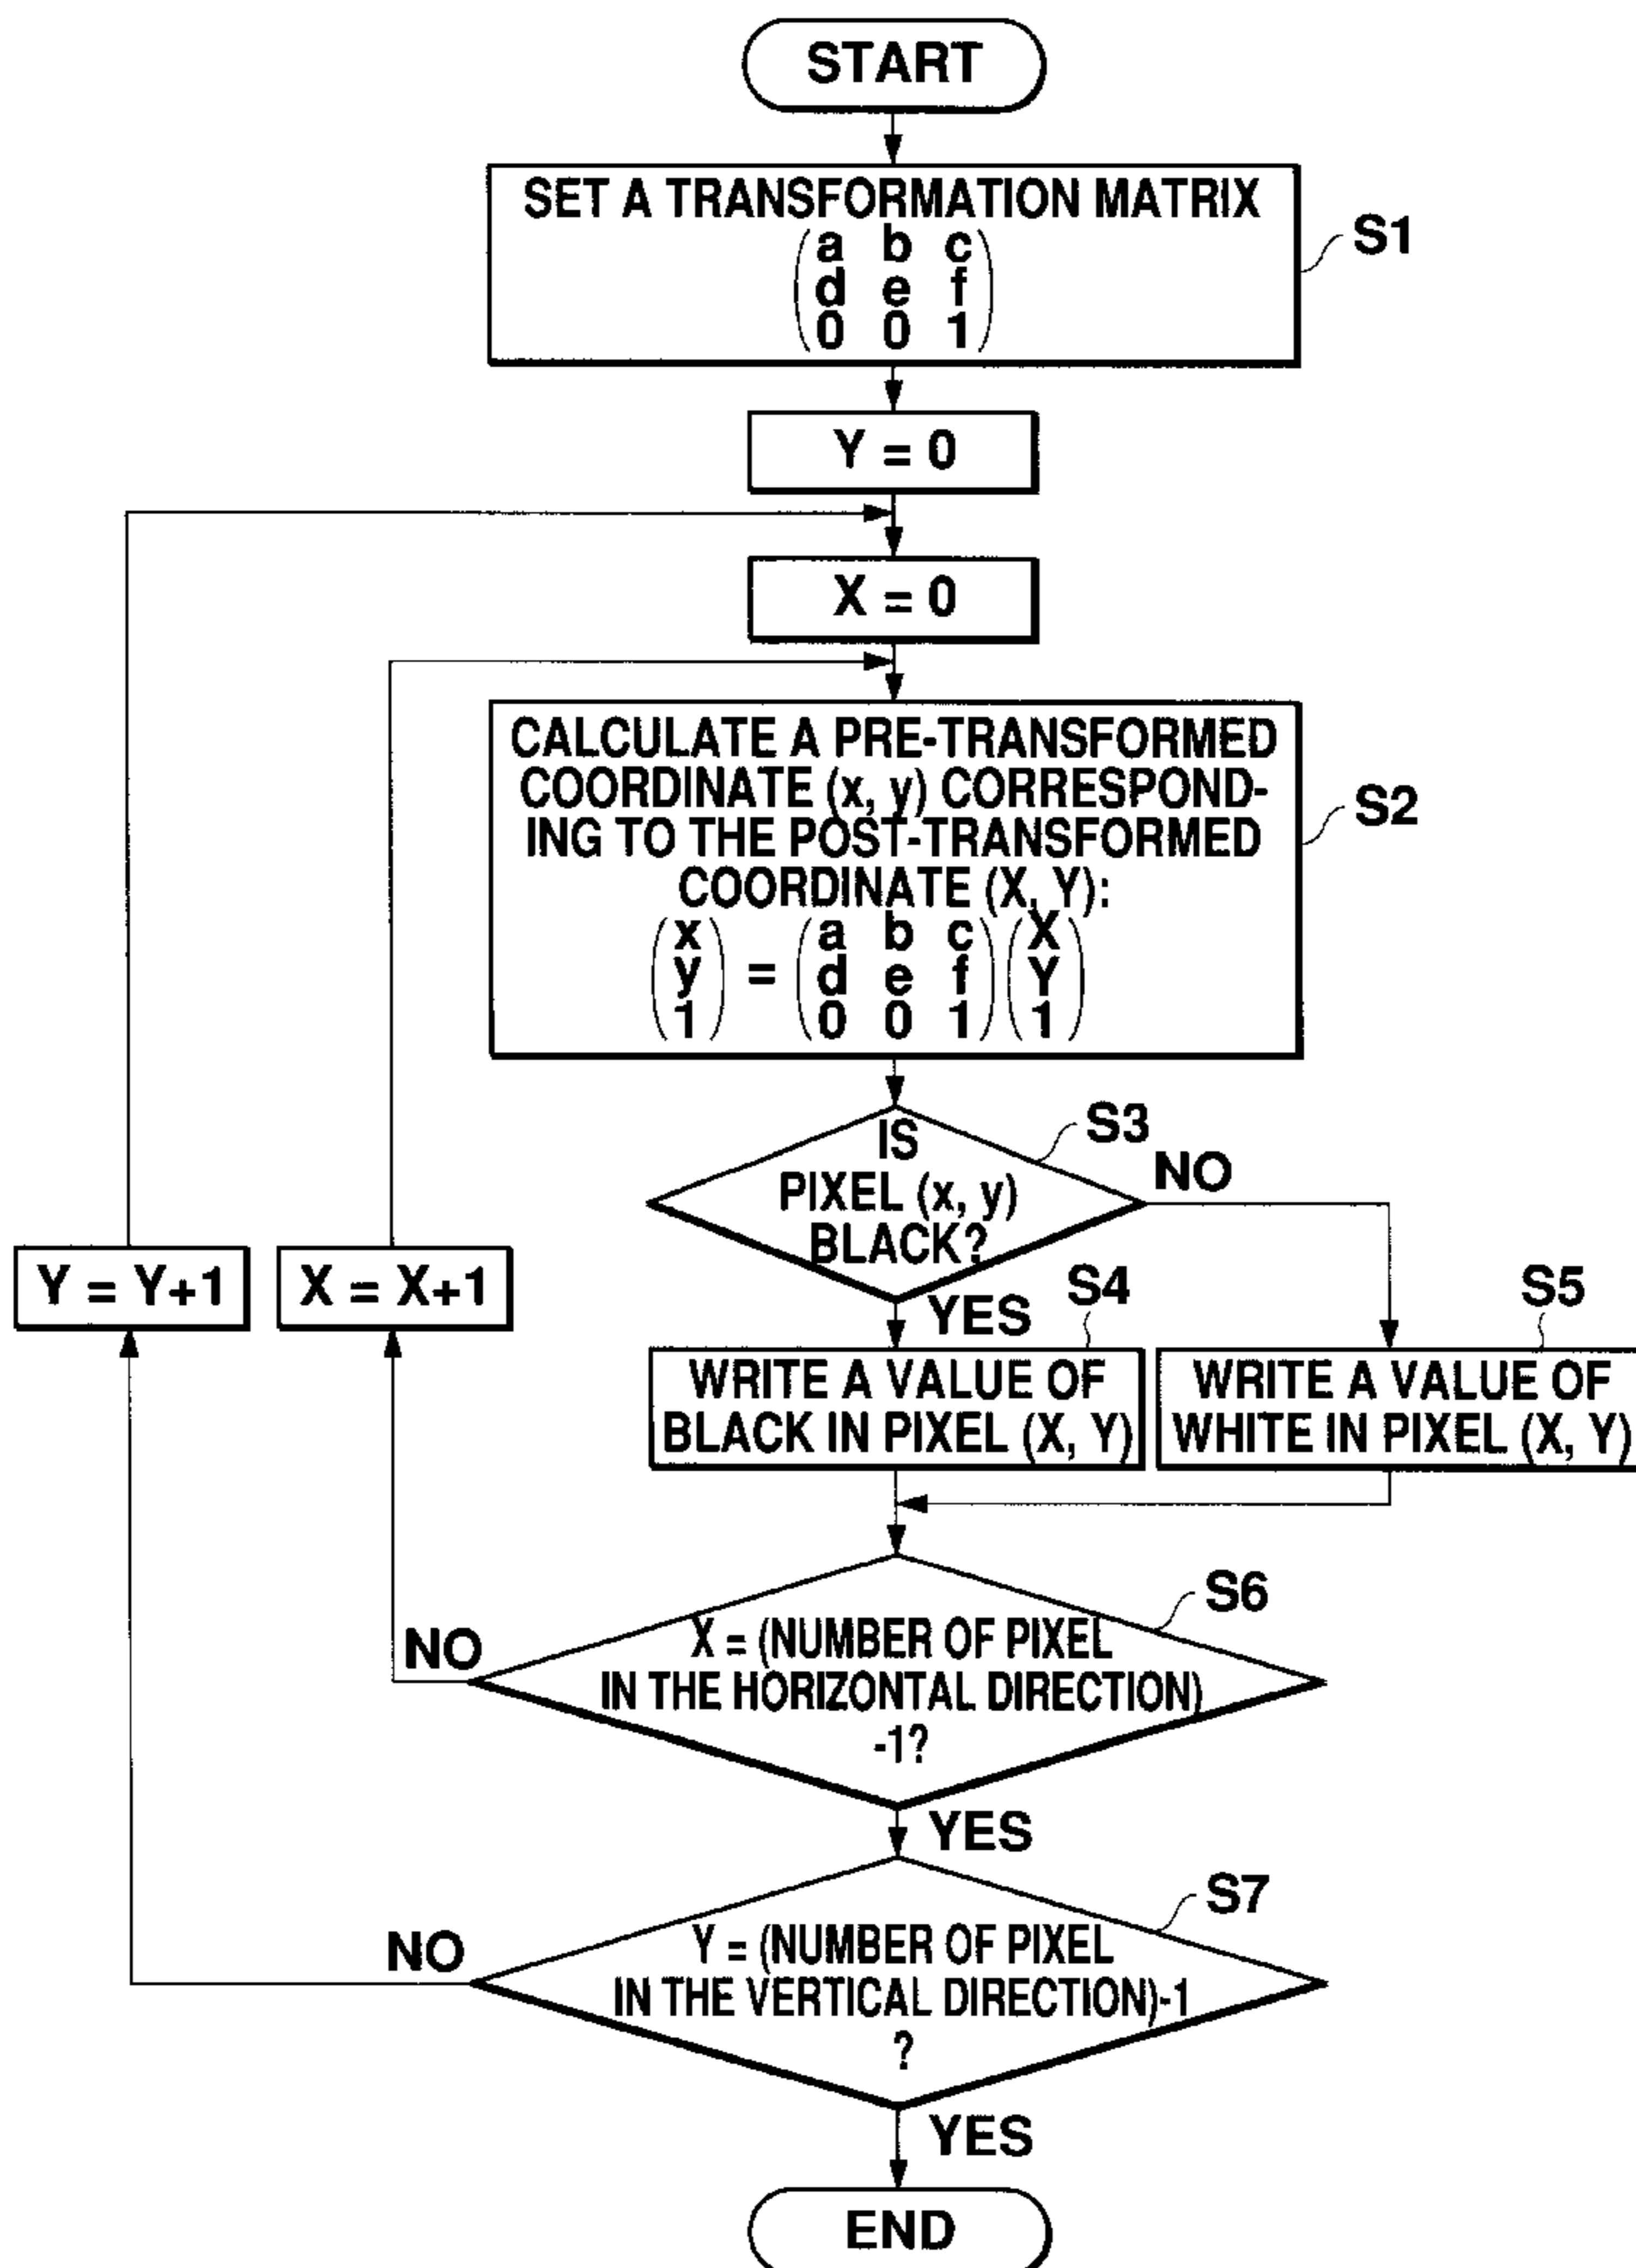 START
SET A TRANSFORMATION MATRIX
a b c
d e f
0 0 1
S1
Y = 0
X = 0
CALCULATE A PRE-TRANSFORMED
COORDINATE (x, y) CORRESPOND-
ING TO THE POST-TRANSFORMED
COORDINATE (X, Y):
x a b c X
y = d e f Y
1 0 0 1 1
S2
IS
PIXEL (x, y)
BLACK?
S3
NO
YES
Y = Y+1
X = X+1
S4
WRITE A VALUE OF
BLACK IN PIXEL (X, Y)
S5
WRITE A VALUE OF
WHITE IN PIXEL (X, Y)
S6
X = (NUMBER OF PIXEL
IN THE HORIZONTAL DIRECTION)
-1?
NO
YES
S7
Y = (NUMBER OF PIXEL
IN THE VERTICAL DIRECTION)-1
?
NO
YES
END